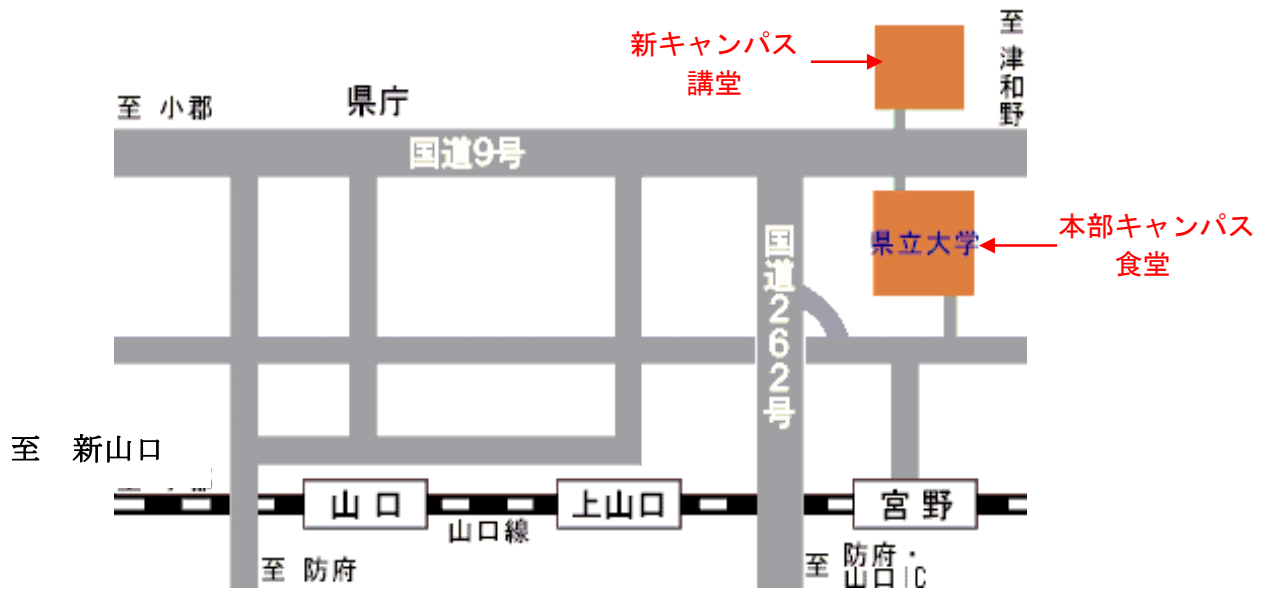 新キャンパス
講堂
至 津和野
至 小郡
県庁
国道9号
県立大学
本部キャンパス
食堂
国道262号
至 新山口
山口
上山口
宮野
山口線
至 防府
至 防府・
山口IC